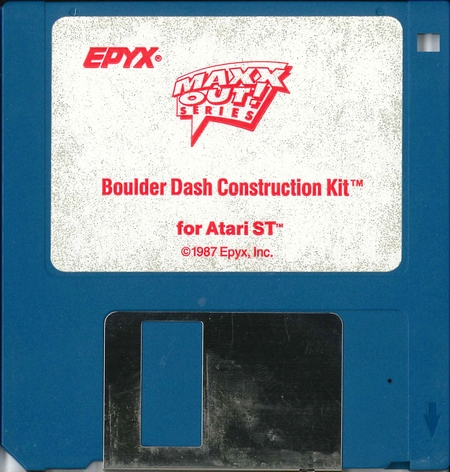 EPYX®
MAXX
OUT!
SERIES
Boulder Dash Construction Kit™
for Atari ST™
©1987 Epyx, Inc.